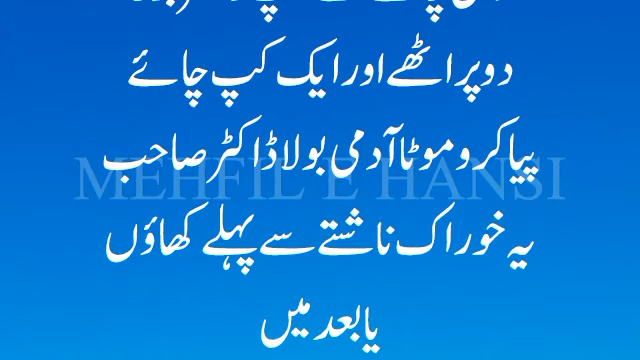 دو پراٹھے اور ایک کپ چائے
پیا کرو موٹا آدمی بولا ڈاکٹر صاحب
MEHFIL E HANSI
یہ خوراک ناشتے سے پہلے کھاؤں
یا بعد میں